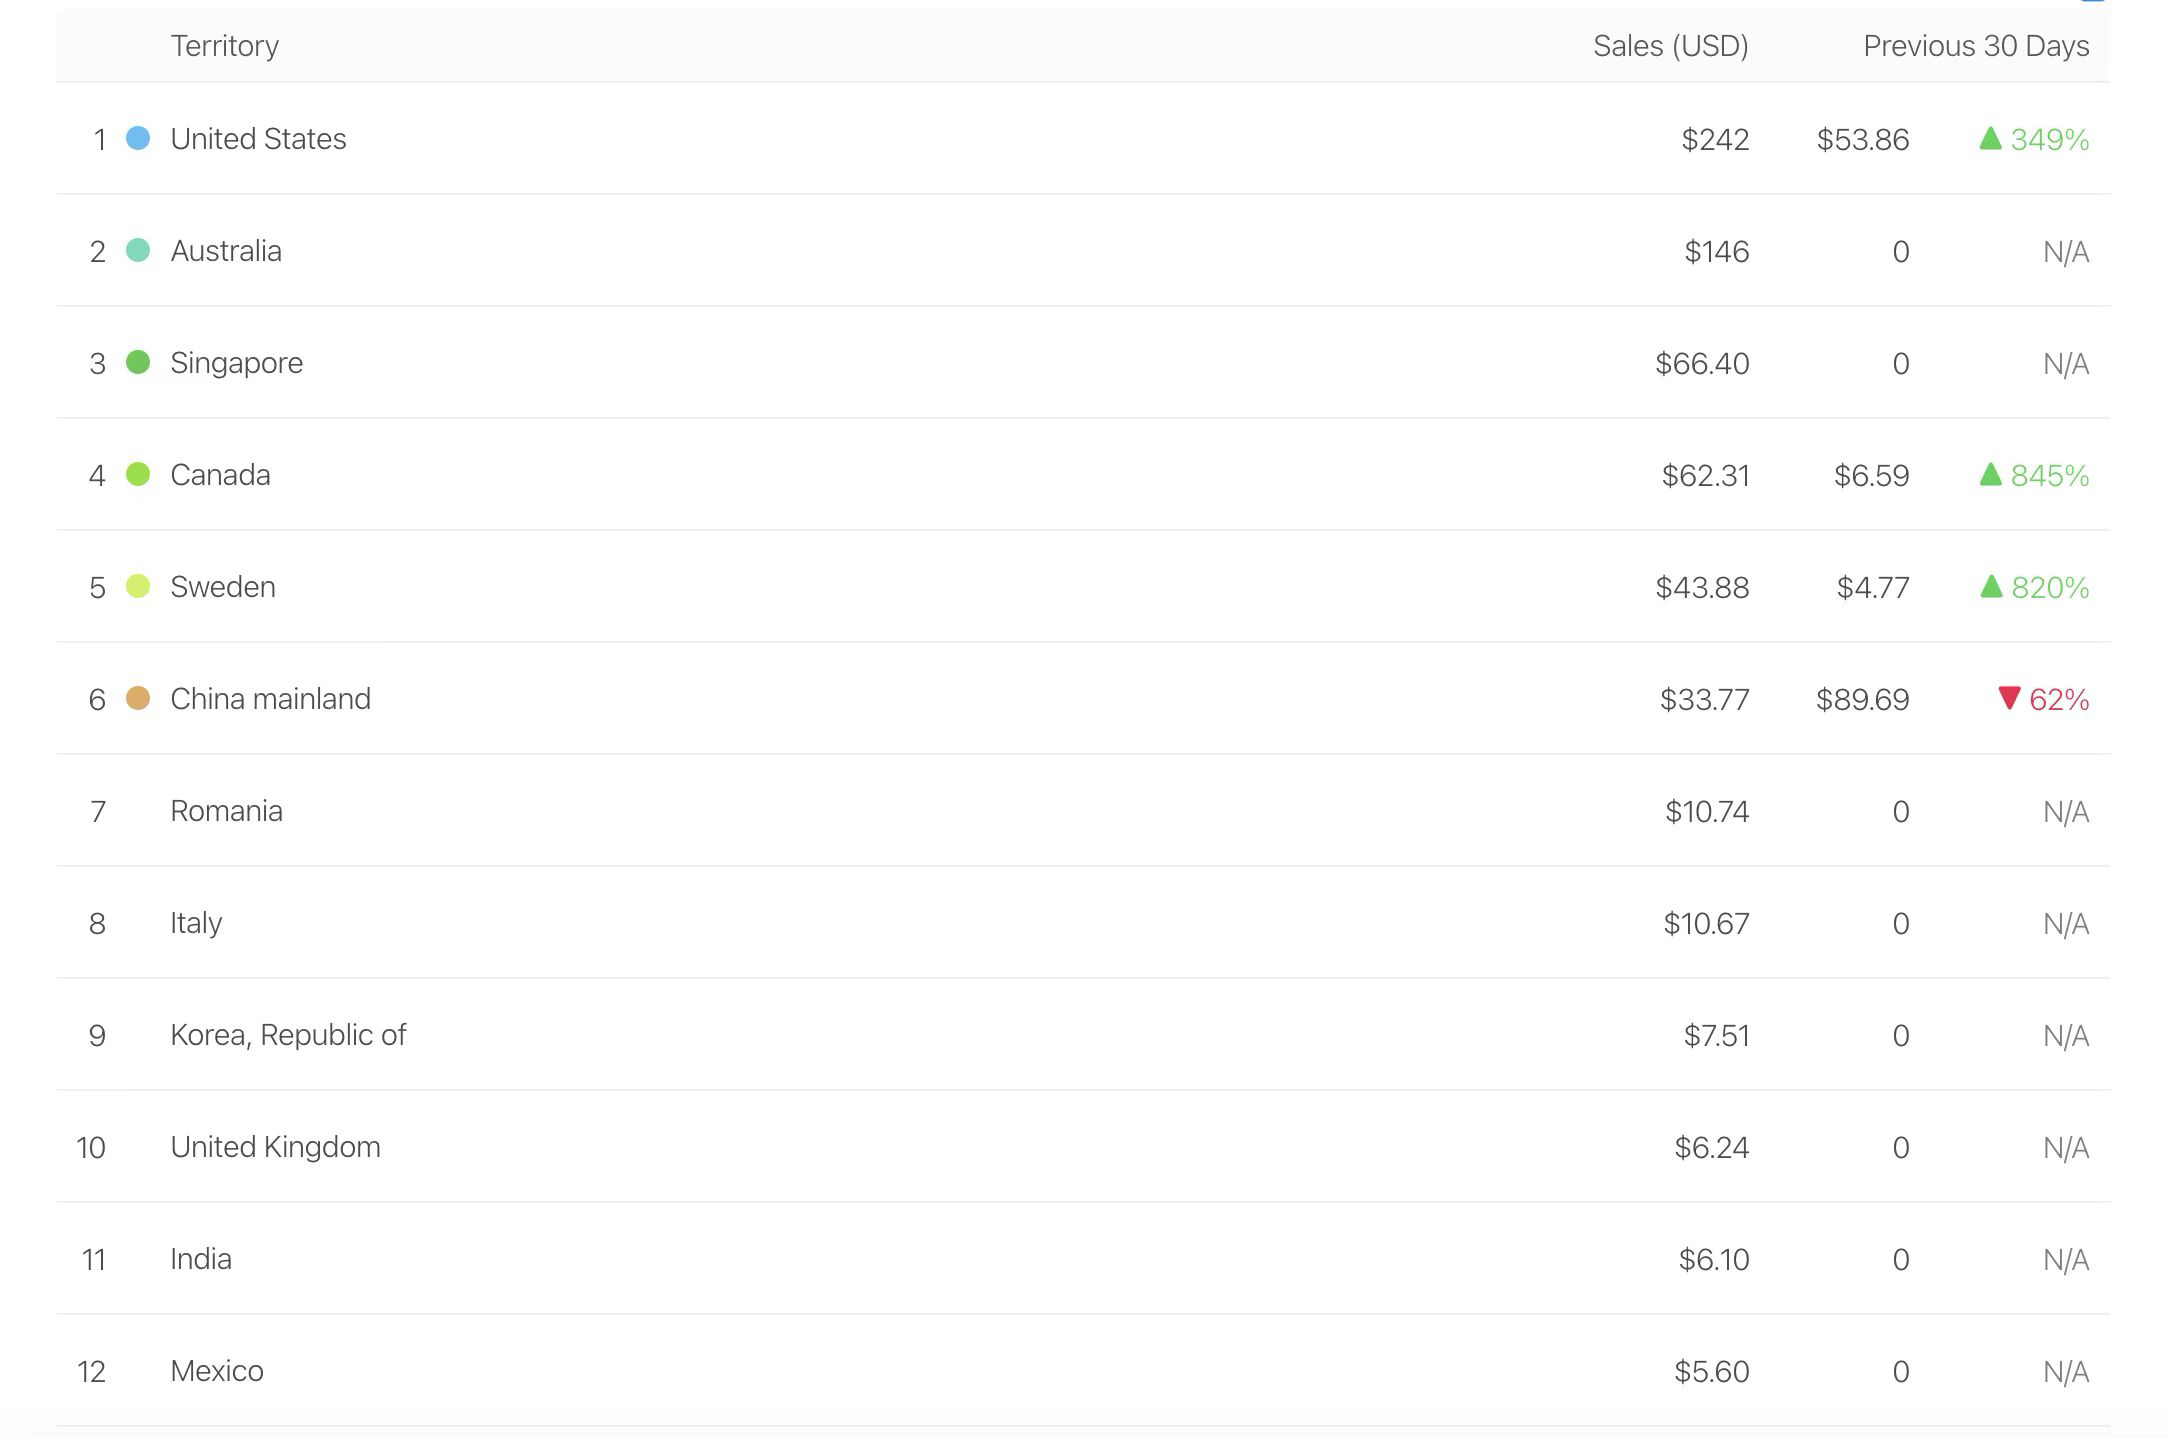 Territory Sales (USD) Previous 30 Days
1 United States $242 $53.86 ▲ 349%
2 Australia $146 0 N/A
3 Singapore $66.40 0 N/A
4 Canada $62.31 $6.59 ▲ 845%
5 Sweden $43.88 $4.77 ▲ 820%
6 China mainland $33.77 $89.69 ▼ 62%
7 Romania $10.74 0 N/A
8 Italy $10.67 0 N/A
9 Korea, Republic of $7.51 0 N/A
10 United Kingdom $6.24 0 N/A
11 India $6.10 0 N/A
12 Mexico $5.60 0 N/A